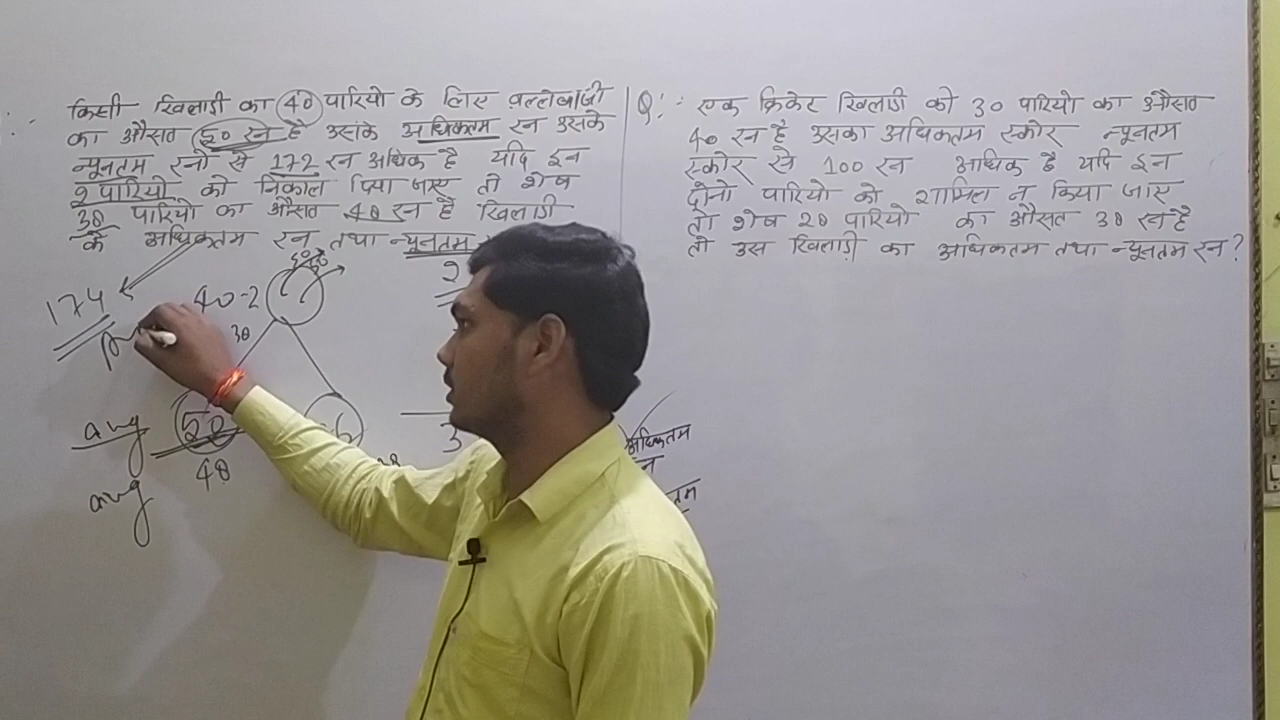 किसी खिलाडी का 40 पारियो के लिए बल्लेबाजी
का औसत 50 रन है उसके अधिकतम रन उसके
न्यूनतम रनो से 172 रन अधिक है यदि इन
2 पारियो को निकाल दिया जाए तो शेष
38 पारियो का औसत 48 रन है खिलाडी
के अधिकतम रन तथा न्यूनतम
174
40-2
38
avg 50
48
avg
अधिकतम
Q:- एक क्रिकेट खिलाडी की 30 पारियो का औसत
40 रन है उसका अधिकतम स्कोर न्यूनतम
स्कोर से 100 रन अधिक है यदि इन
दोनो पारियो को शामिल न किया जाए
तो शेष 28 पारियो का औसत 38 रन है
तो उस खिलाड़ी का अधिकतम तथा न्यूनतम रन?